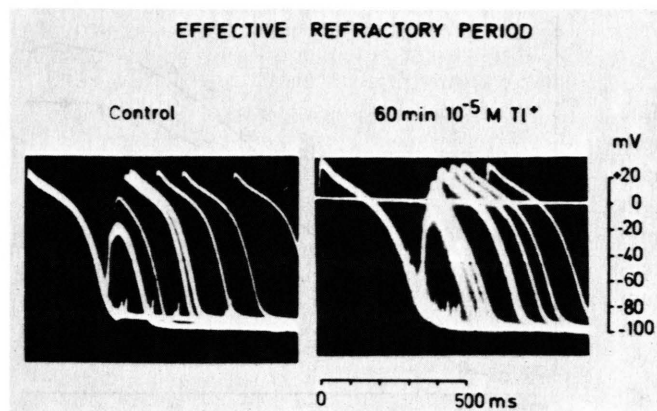 EFFECTIVE REFRACTORY PERIOD
Control
60 min 10⁻⁵ M Tl⁺
mV
+20
0
-20
-40
-60
-80
-100
0 500 ms